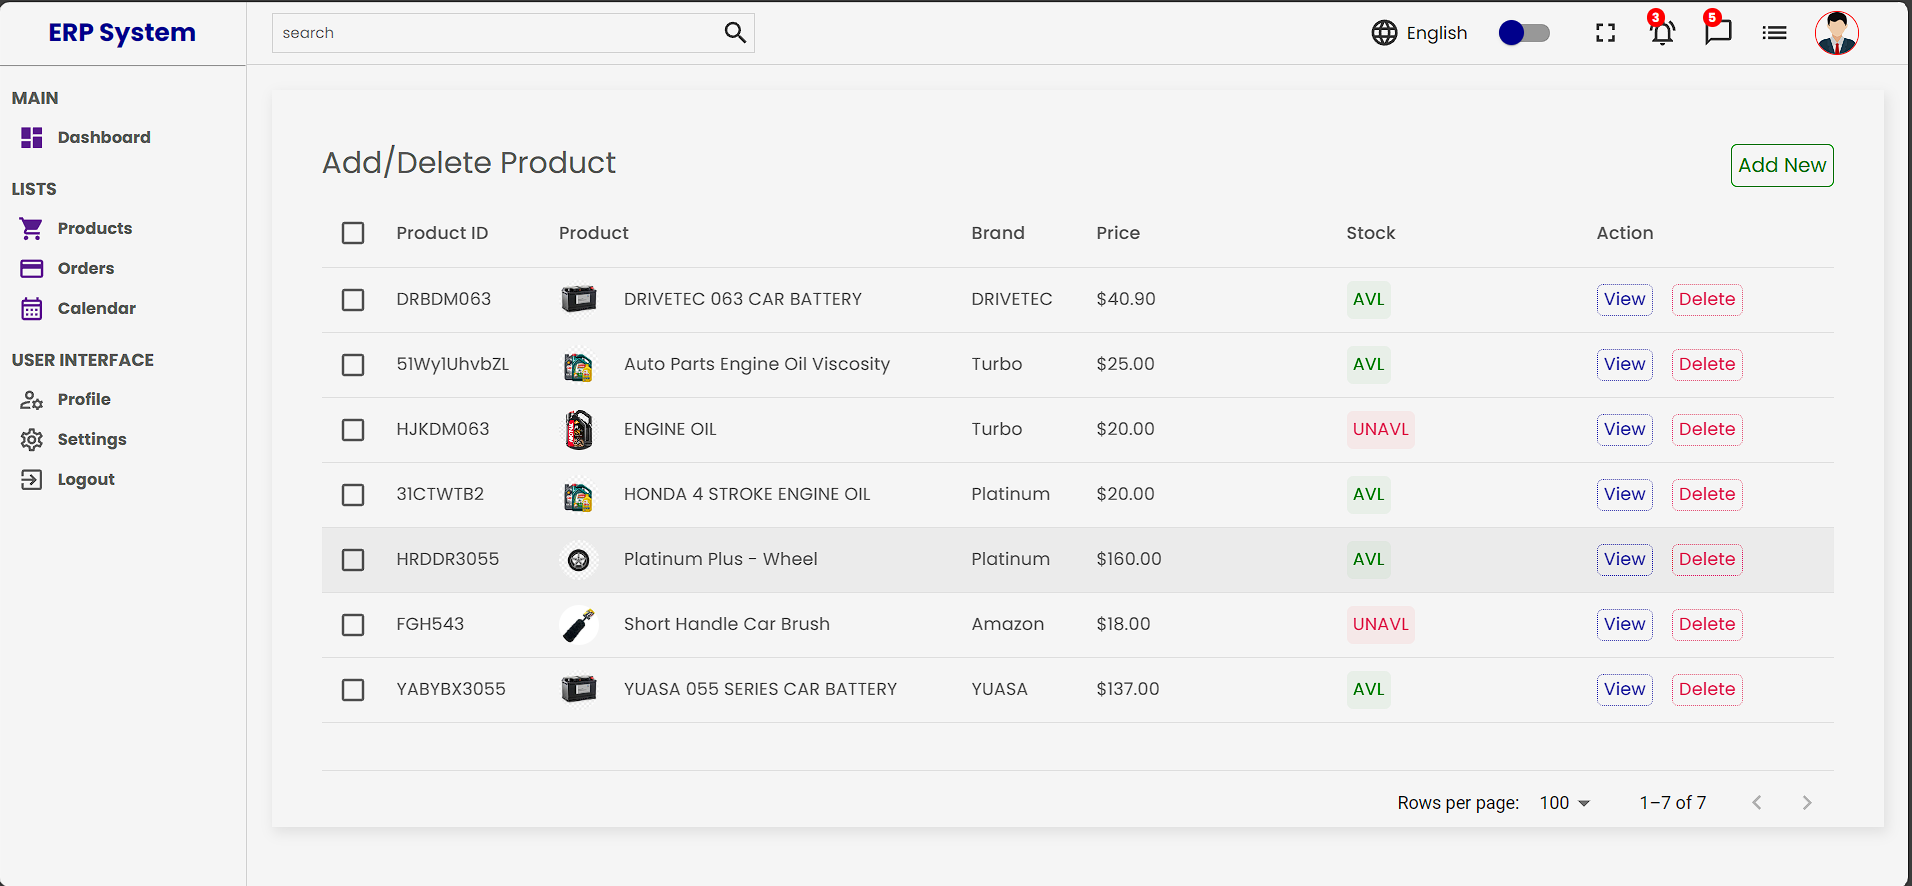 ERP System
search
English
3
5
MAIN
Dashboard
LISTS
Products
Orders
Calendar
USER INTERFACE
Profile
Settings
Logout
Add/Delete Product
Add New
Product ID Product Brand Price Stock Action
DRBDM063 DRIVETEC 063 CAR BATTERY DRIVETEC $40.90 AVL View Delete
51Wy1UhvbZL Auto Parts Engine Oil Viscosity Turbo $25.00 AVL View Delete
HJKDM063 ENGINE OIL Turbo $20.00 UNAVL View Delete
31CTWTB2 HONDA 4 STROKE ENGINE OIL Platinum $20.00 AVL View Delete
HRDDR3055 Platinum Plus - Wheel Platinum $160.00 AVL View Delete
FGH543 Short Handle Car Brush Amazon $18.00 UNAVL View Delete
YABYBX3055 YUASA 055 SERIES CAR BATTERY YUASA $137.00 AVL View Delete
Rows per page: 100 1–7 of 7